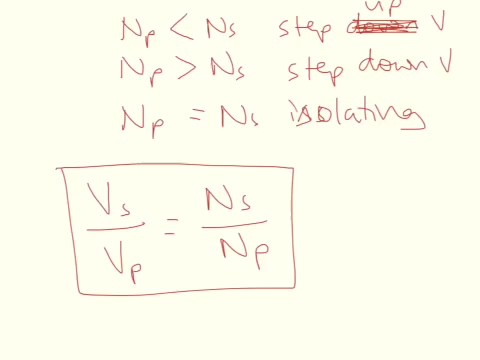 Np < Ns step up V
Np > Ns step down V
Np = Ns isolating
Vs/Vp = Ns/Np